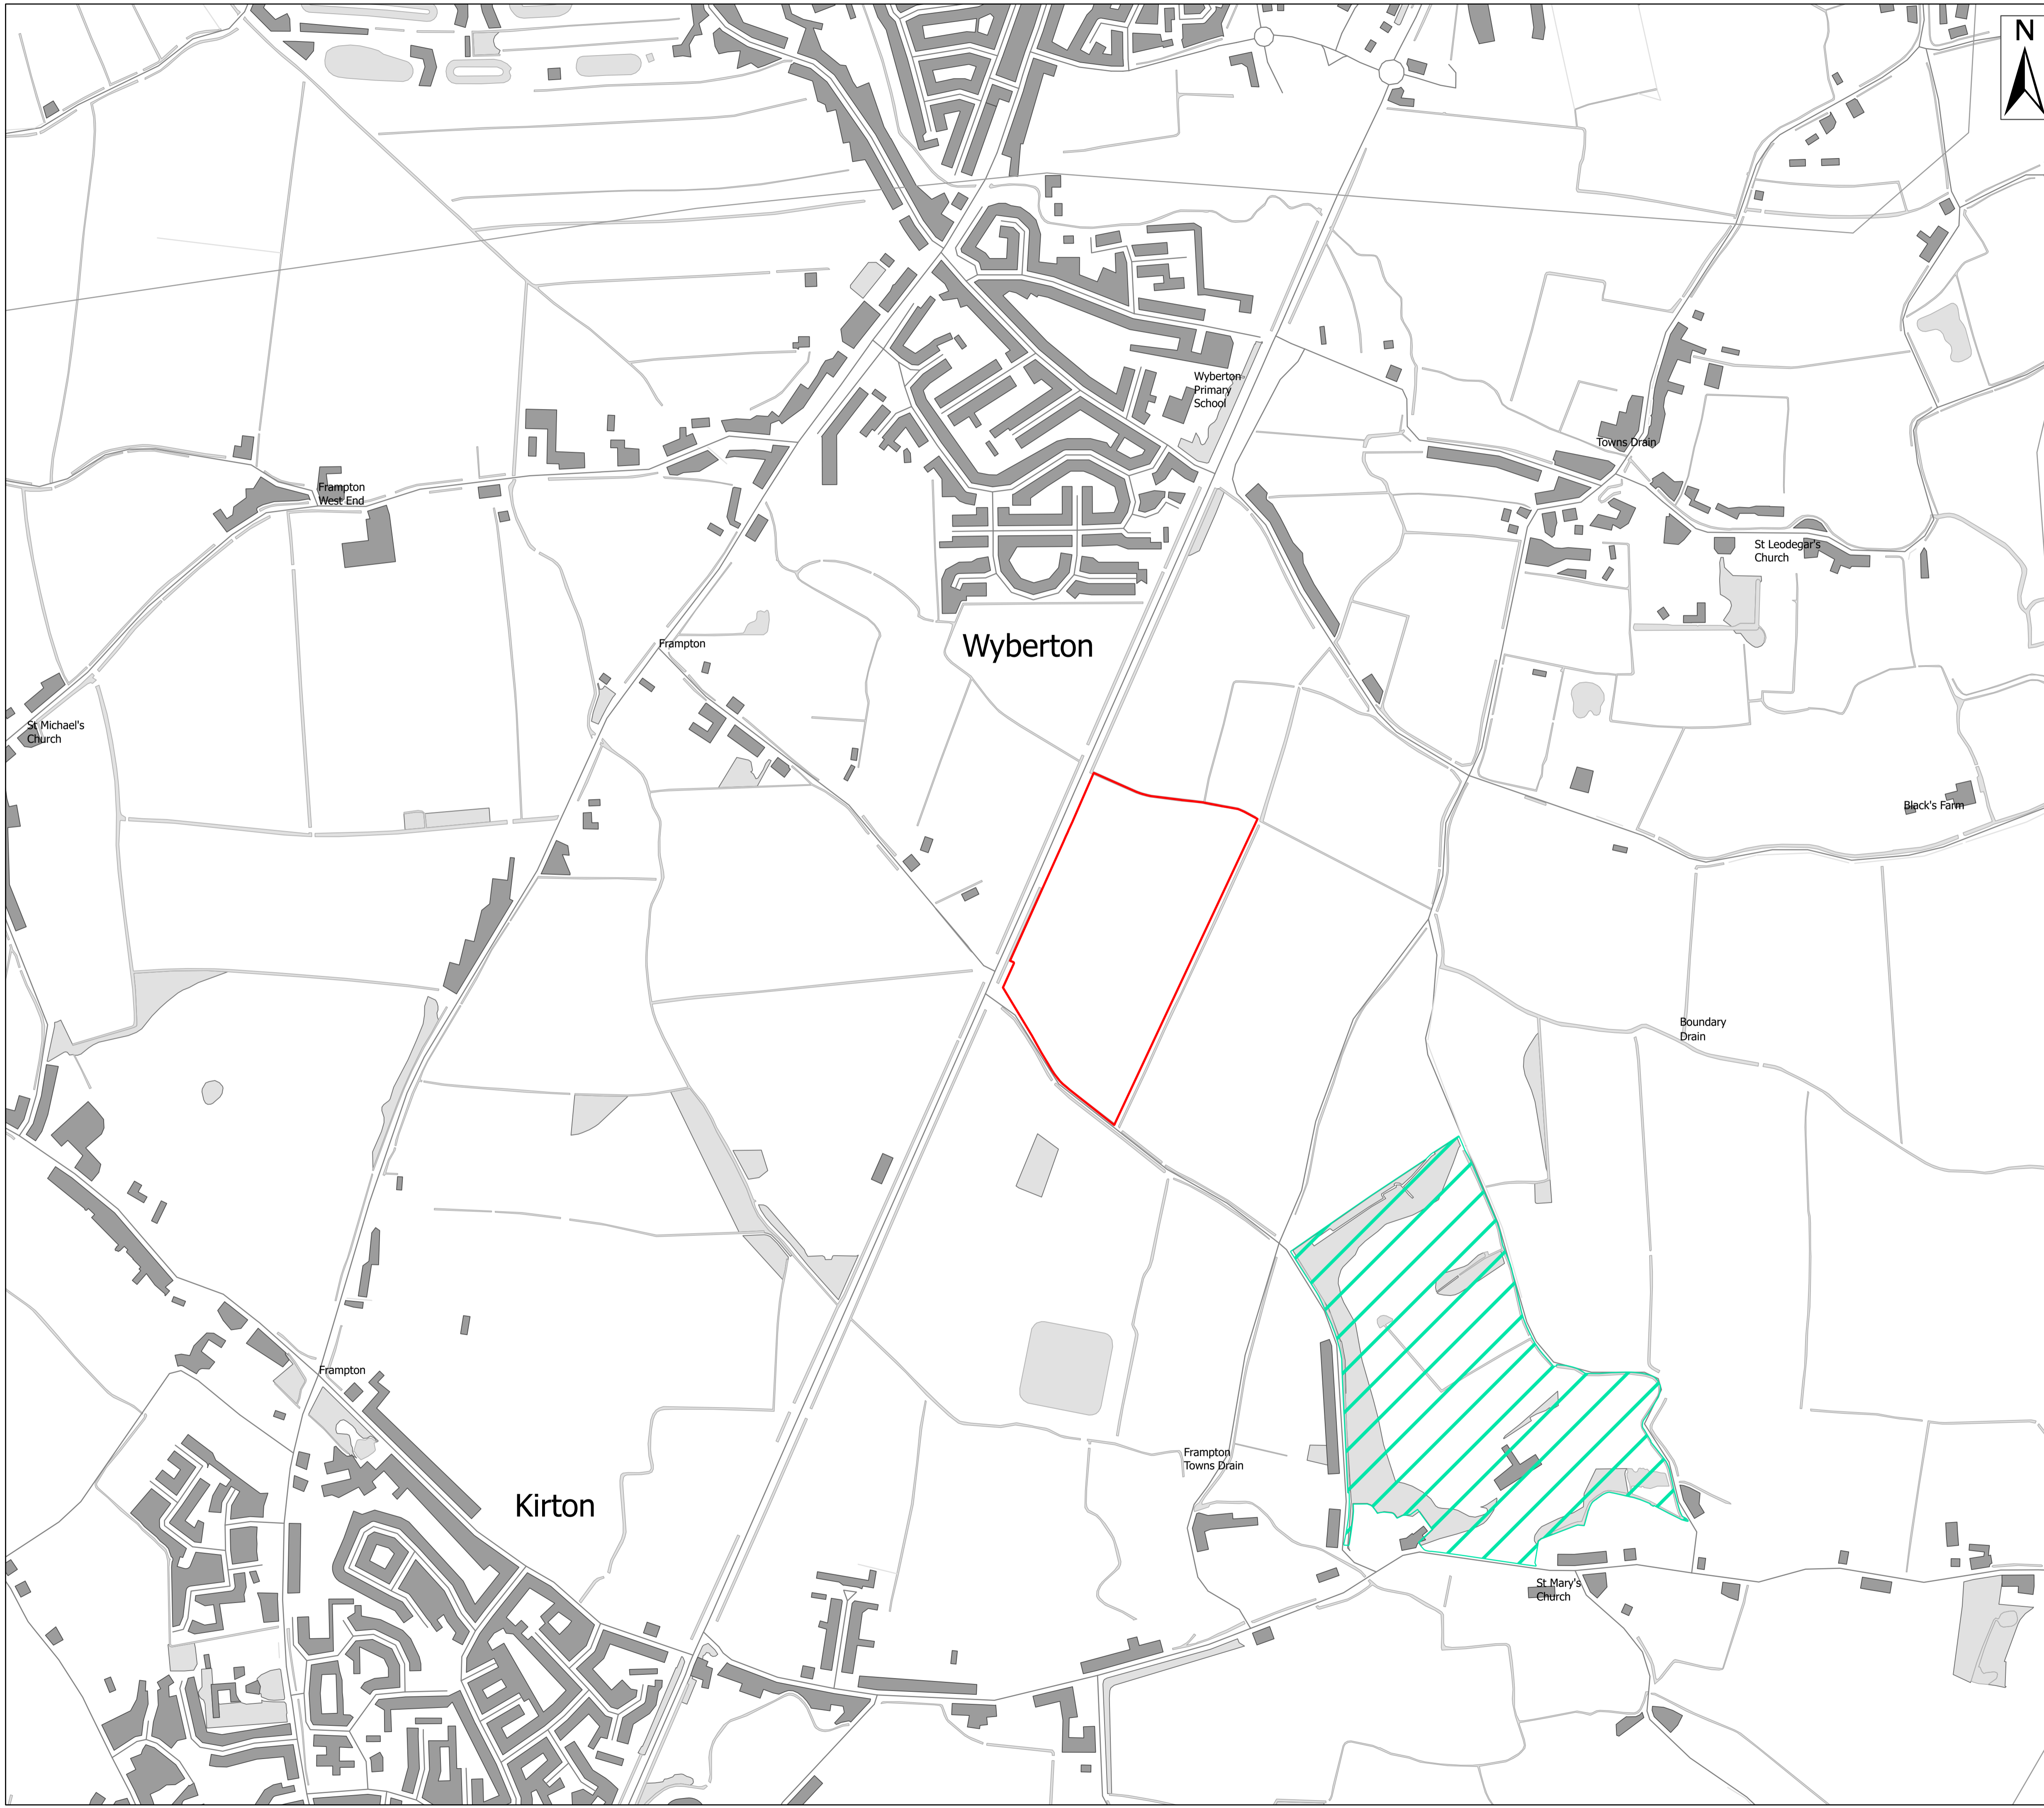 N
Wyberton
Primary
School
Towns Drain
Frampton
West End
St Leodegar's
Church
Frampton
Wyberton
St Michael's
Church
Black's Farm
Boundary
Drain
Frampton
Frampton
Towns Drain
Kirton
St Mary's
Church